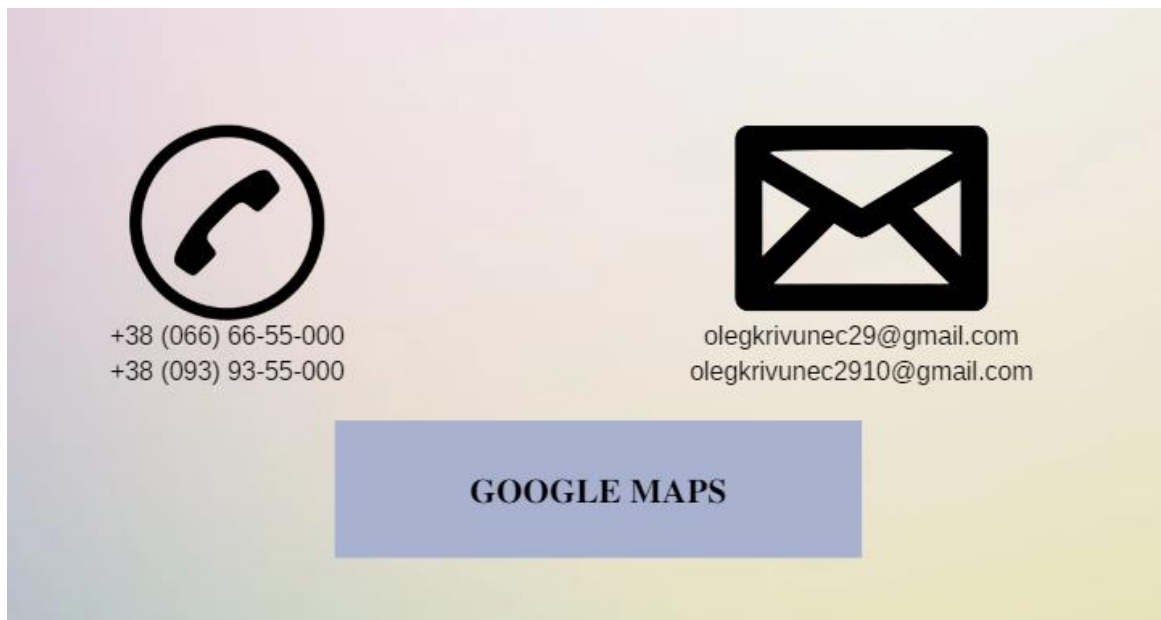 +38 (066) 66-55-000
+38 (093) 93-55-000
olegkrivunec29@gmail.com
olegkrivunec2910@gmail.com
GOOGLE MAPS